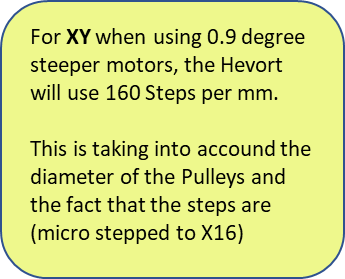 For XY when using 0.9 degree
steeper motors, the Hevort
will use 160 Steps per mm.
This is taking into accound the
diameter of the Pulleys and
the fact that the steps are
(micro stepped to X16)